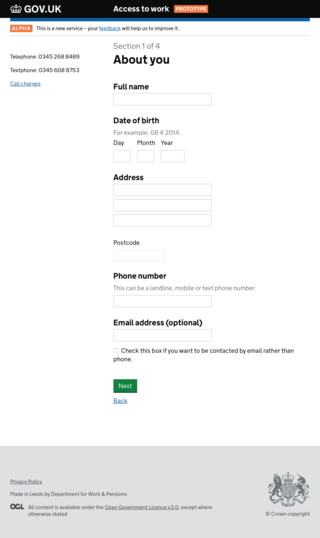 GOV.UK
Access to work PROTOTYPE
ALPHA This is a new service – your feedback will help us to improve it.
Telephone: 0345 268 8489
Textphone: 0345 608 8753
Call charges
Section 1 of 4
About you
Full name
Date of birth
For example, 08 4 2014.
Day Month Year
Address
Postcode
Phone number
This can be a landline, mobile or text phone number.
Email address (optional)
Check this box if you want to be contacted by email rather than
phone.
Next
Back
Privacy Policy
Made in Leeds by Department for Work & Pensions
OGL All content is available under the Open Government Licence v3.0, except where
otherwise stated
© Crown copyright